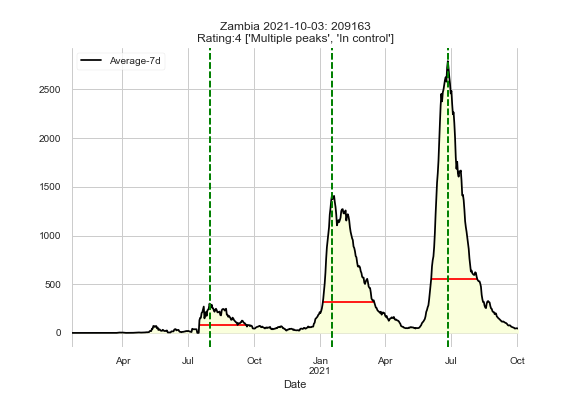 Zambia 2021-10-03: 209163
Rating:4 ['Multiple peaks', 'In control']
Average-7d
2500
2000
1500
1000
500
0
Apr Jul Oct Jan Apr Jul Oct
2021
Date